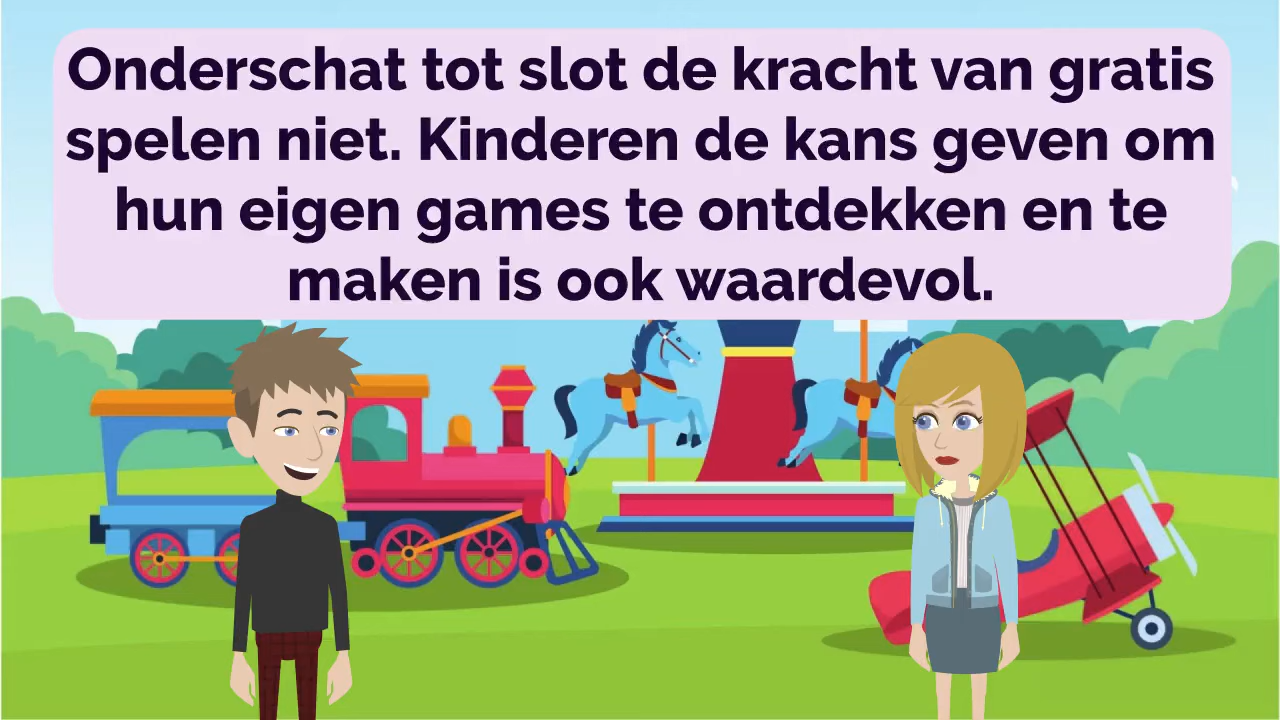 Onderschat tot slot de kracht van gratis
spelen niet. Kinderen de kans geven om
hun eigen games te ontdekken en te
maken is ook waardevol.